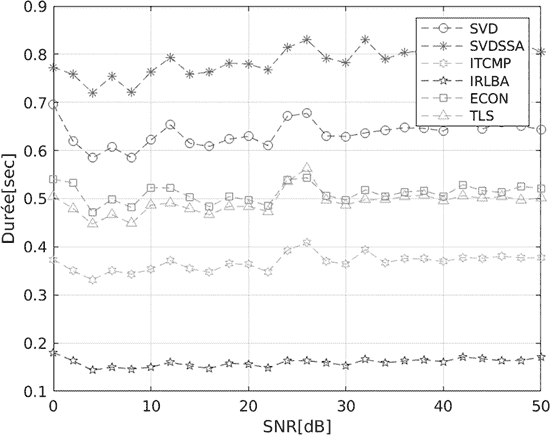 0.9
0.8
0.7
0.6
0.5
0.4
0.3
0.2
0.1
Durée[sec]
0 10 20 30 40 50
SNR[dB]
SVD
SVDSSA
ITCMP
IRLBA
ECON
TLS